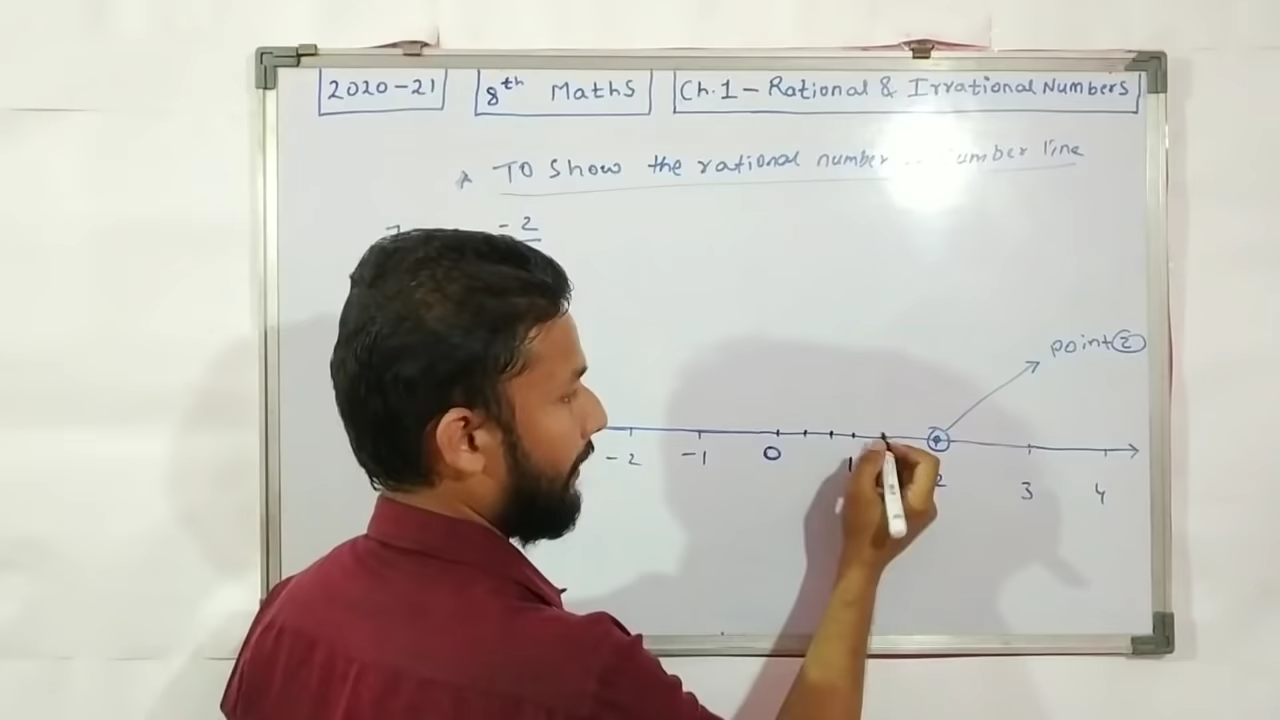 2020-21 8th Maths Ch.1 - Rational & Irrational Numbers
To show the rational number line
-2
point 2
-2 -1 0 1 2 3 4